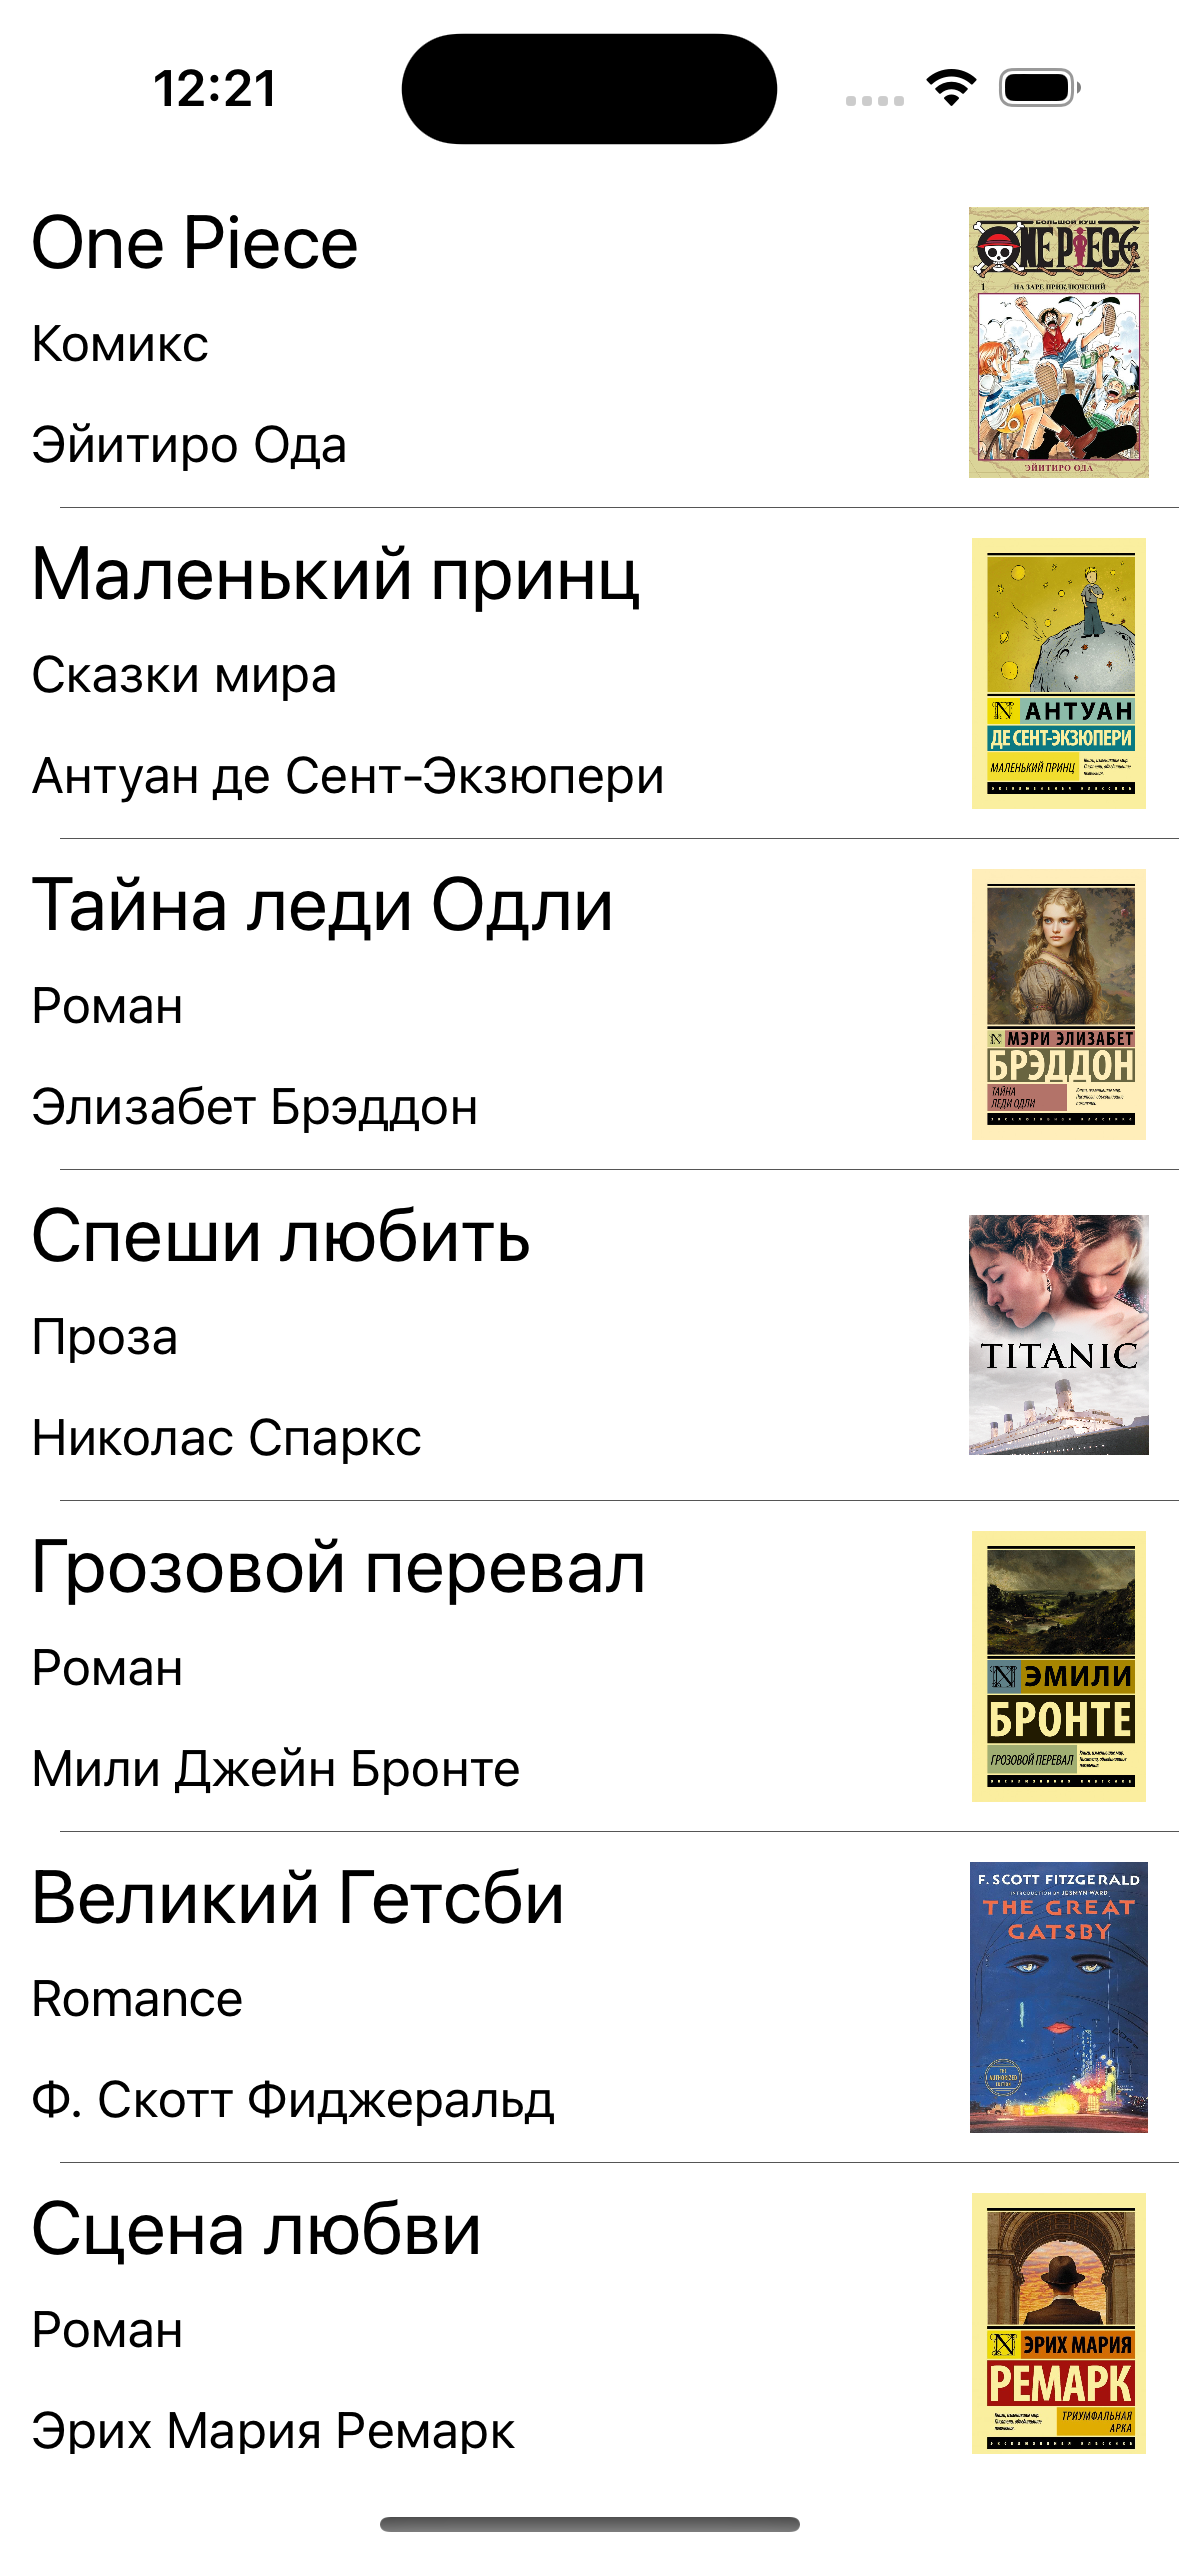 12:21
One Piece
Комикс
Эйитиро Ода
БОЛЬШОЙ КУШ
ONE PIECE
1 НА ЗАРЕ ПРИКЛЮЧЕНИЙ
ЭЙИТИРО ОДА
Маленький принц
Сказки мира
Антуан де Сент-Экзюпери
N АНТУАН
ДЕ СЕНТ-ЭКЗЮПЕРИ
МАЛЕНЬКИЙ ПРИНЦ
Тайна леди Одли
Роман
Элизабет Брэддон
N МЭРИ ЭЛИЗАБЕТ
БРЭДДОН
ТАЙНА
ЛЕДИ ОДЛИ
Спеши любить
Проза
Николас Спаркс
TITANIC
Грозовой перевал
Роман
Мили Джейн Бронте
N ЭМИЛИ
БРОНТЕ
ГРОЗОВОЙ ПЕРЕВАЛ
Великий Гетсби
Romance
Ф. Скотт Фиджеральд
F. SCOTT FITZGERALD
INTRODUCTION BY JESMYN WARD
THE GREAT
GATSBY
Сцена любви
Роман
Эрих Мария Ремарк
N ЭРИХ МАРИЯ
РЕМАРК
ТРИУМФАЛЬНАЯ
АРКА